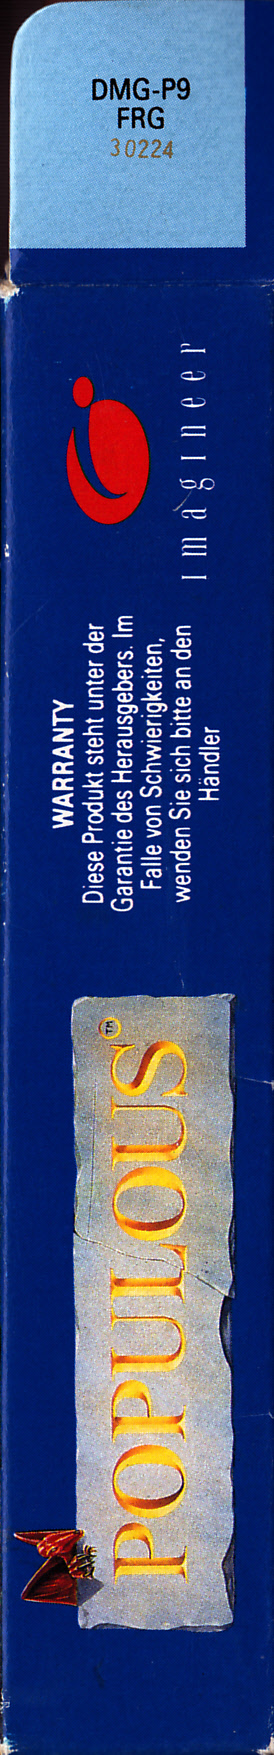 DMG-P9
FRG
30224
imagineer
WARRANTY
Diese Produkt steht unter der
Garantie des Herausgebers. Im
Falle von Schwierigkeiten,
wenden Sie sich bitte an den
Händler
POPULOUS TM